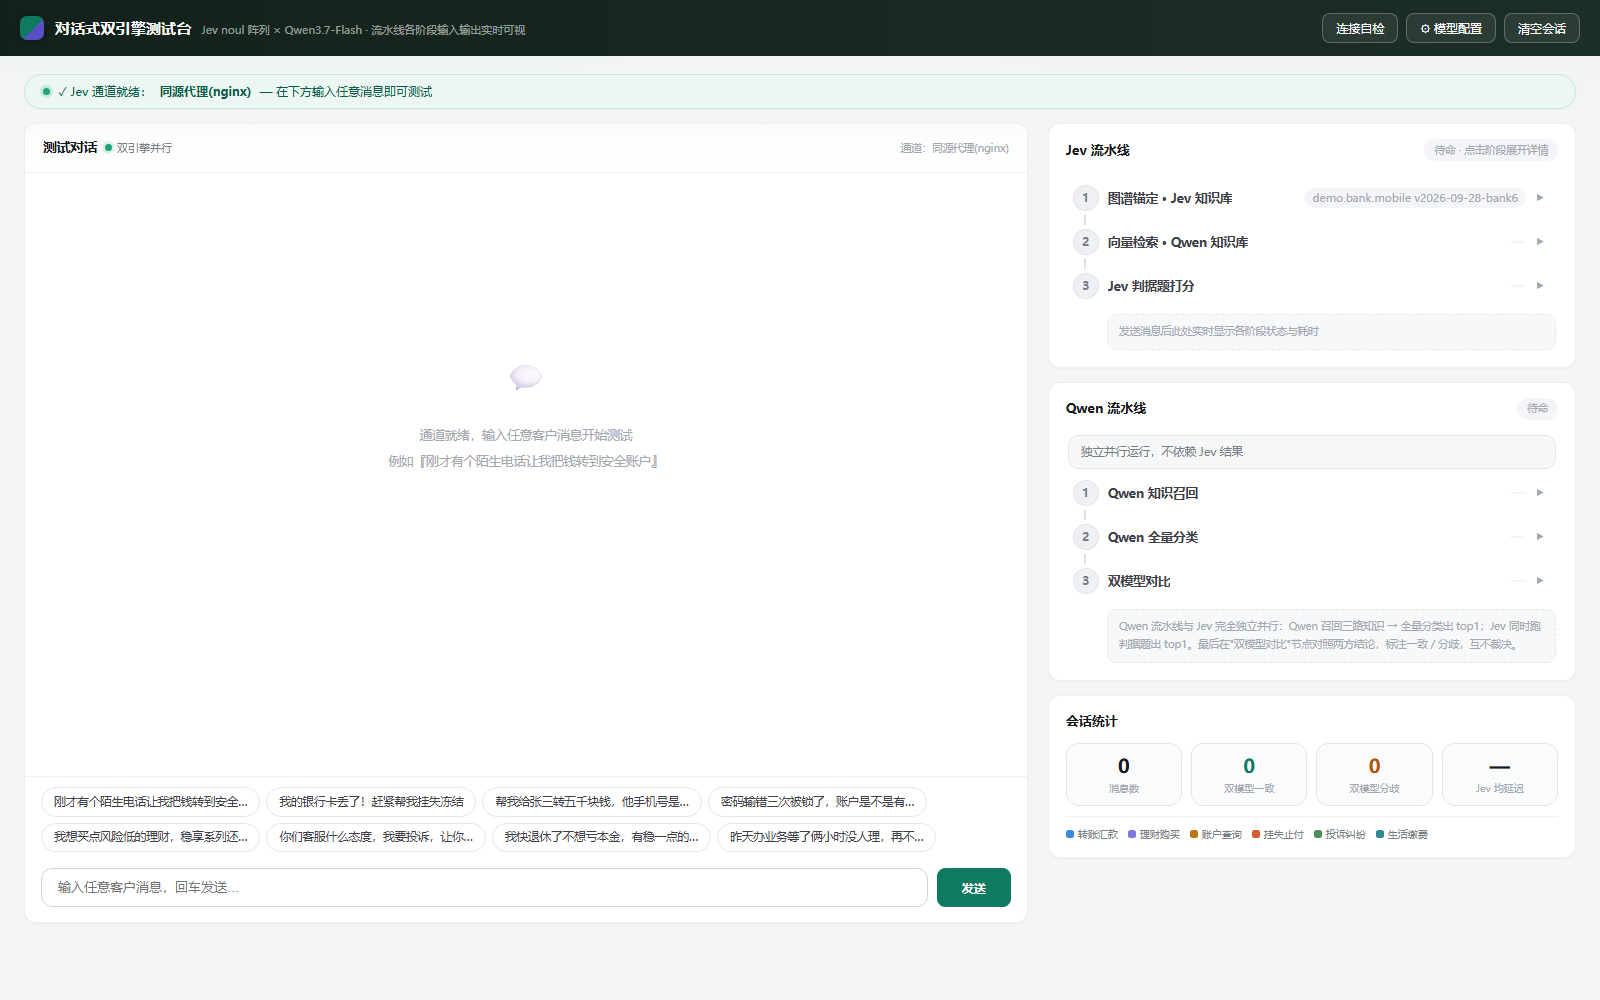 对话式双引擎测试台 Jev noul 阵列 × Qwen3.7-Flash · 流水线各阶段输入输出实时可视
连接自检
⚙ 模型配置
清空会话
✓ Jev 通道就绪： 同源代理(nginx) — 在下方输入任意消息即可测试
测试对话 双引擎并行
通道：同源代理(nginx)
通道就绪，输入任意客户消息开始测试
例如『刚才有个陌生电话让我把钱转到安全账户』
刚才有个陌生电话让我把钱转到安全...
我的银行卡丢了！赶紧帮我挂失冻结
帮我给张三转五千块钱，他手机号是...
密码输错三次被锁了，账户是不是有...
我想买点风险低的理财，稳享系列还...
你们客服什么态度，我要投诉，让你...
我快退休了不想亏本金，有稳一点的...
昨天办业务等了俩小时没人理，再不...
输入任意客户消息，回车发送...
发送
Jev 流水线
待命 · 点击阶段展开详情
1 图谱锚定 • Jev 知识库 demo.bank.mobile v2026-09-28-bank6 ▶
2 向量检索 • Qwen 知识库 — ▶
3 Jev 判据题打分 — ▶
发送消息后此处实时显示各阶段状态与耗时
Qwen 流水线
待命
独立并行运行，不依赖 Jev 结果
1 Qwen 知识召回 — ▶
2 Qwen 全量分类 — ▶
3 双模型对比 — ▶
Qwen 流水线与 Jev 完全独立并行：Qwen 召回三路知识 → 全量分类出 top1；Jev 同时跑
判据题出 top1。最后在"双模型对比"节点对照两方结论，标注一致 / 分歧，互不裁决。
会话统计
0
消息数
0
双模型一致
0
双模型分歧
—
Jev 均延迟
转账汇款 理财购买 账户查询 挂失止付 投诉纠纷 生活缴费